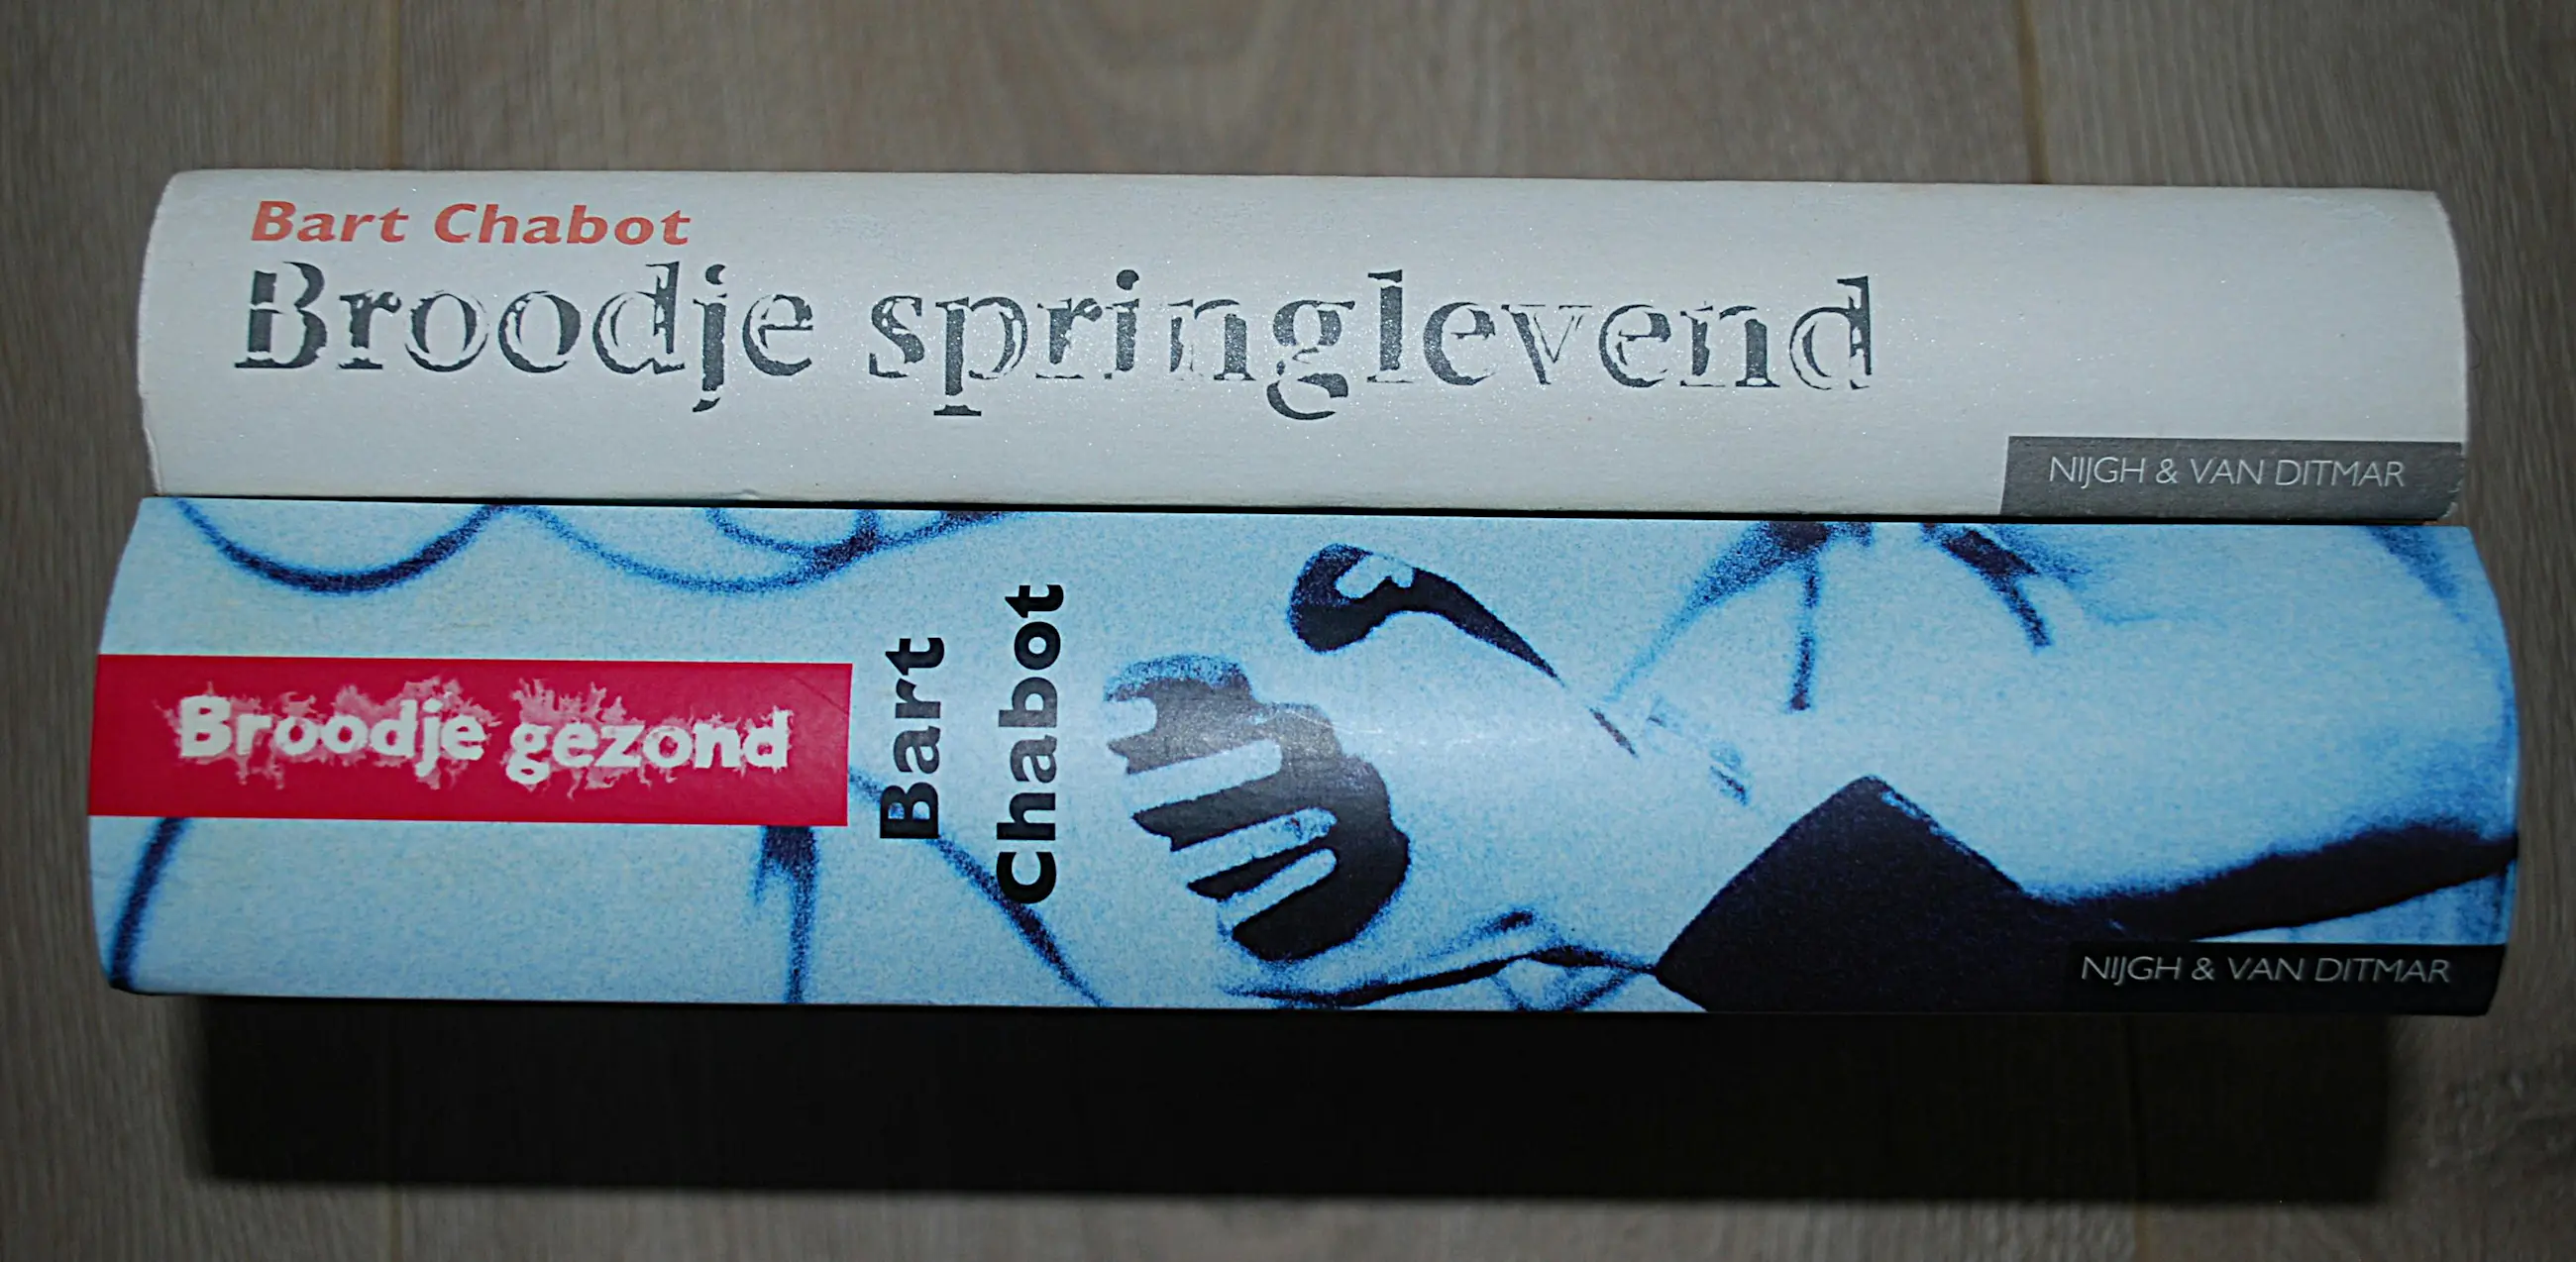 Bart Chabot
Broodje springlevend
NIJGH & VAN DITMAR
Broodje gezond
Bart
Chabot
NIJGH & VAN DITMAR